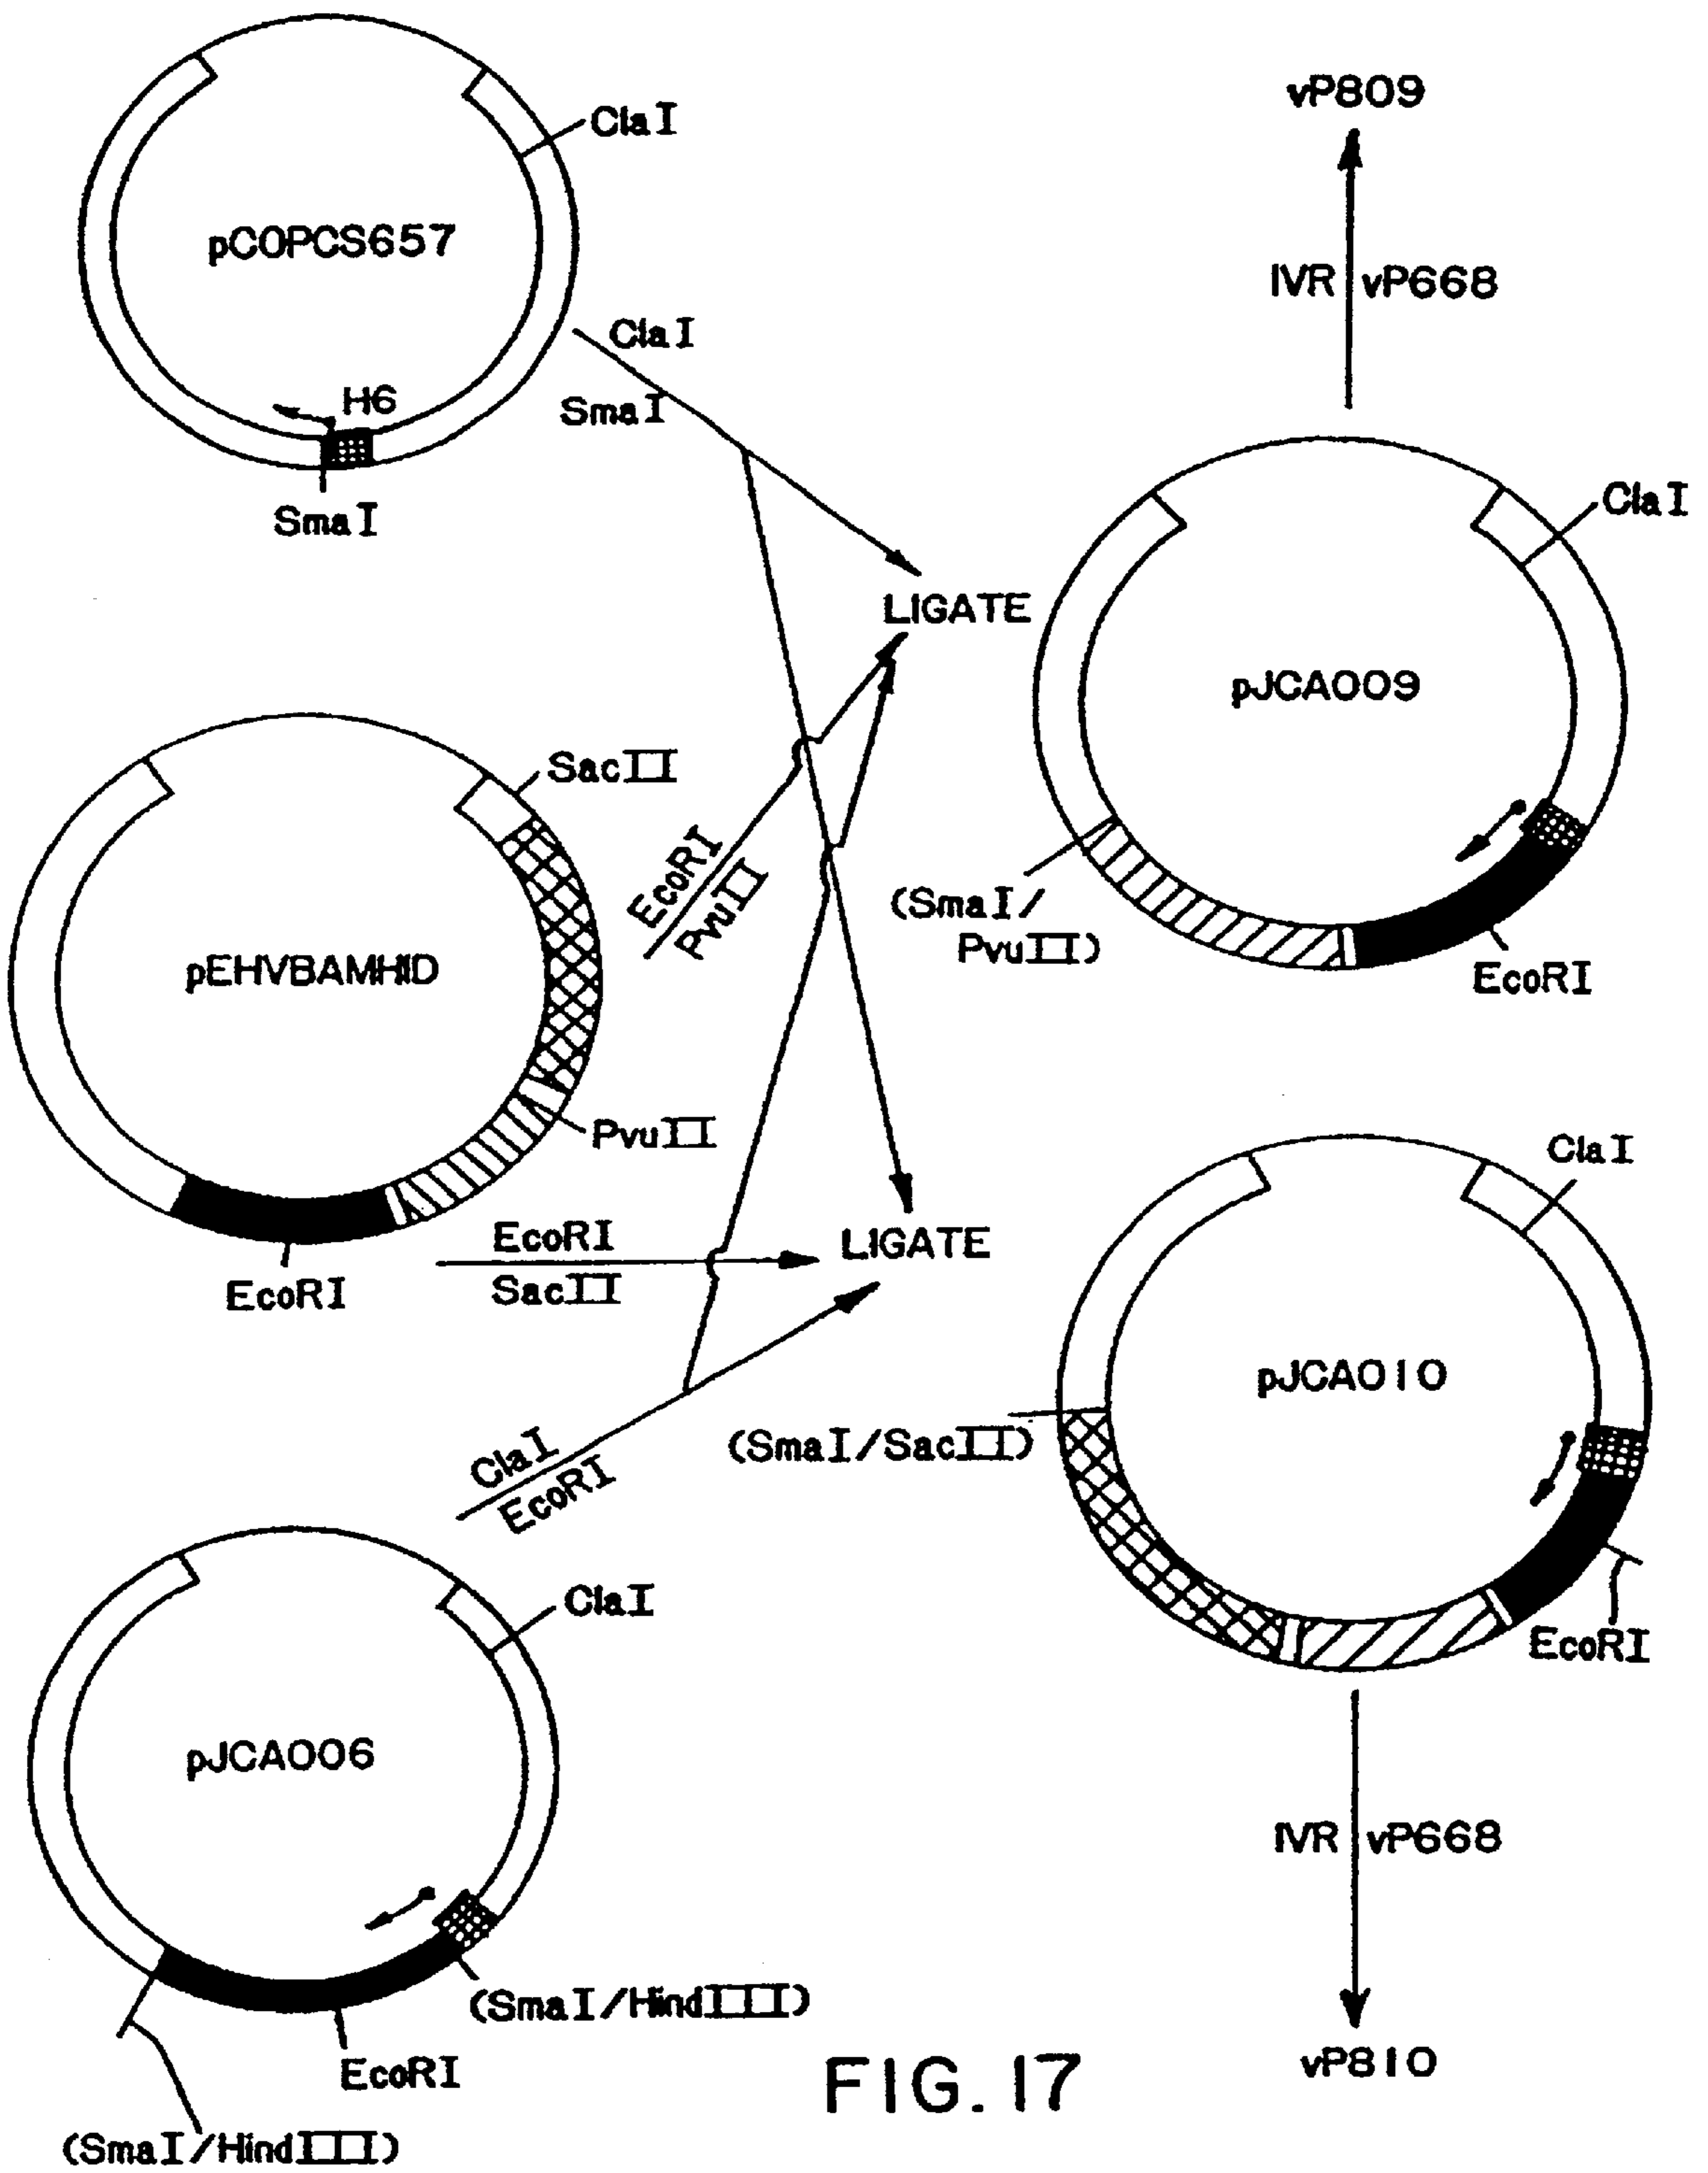 ClaI
pCOPCS657
ClaI
SmaI
H6
SmaI
vP809
IVR vP668
LIGATE
ClaI
pJCA009
(SmaI/
PvuII)
EcoRI
SacII
pEHVBAMHID
EcoRI
PvuII
PvuII
EcoRI
EcoRI
SacII
LIGATE
ClaI
EcoRI
ClaI
pJCA010
(SmaI/SacII)
EcoRI
IVR vP668
vP810
ClaI
pJCA006
(SmaI/HindIII)
EcoRI
(SmaI/HindIII)
FIG. 17